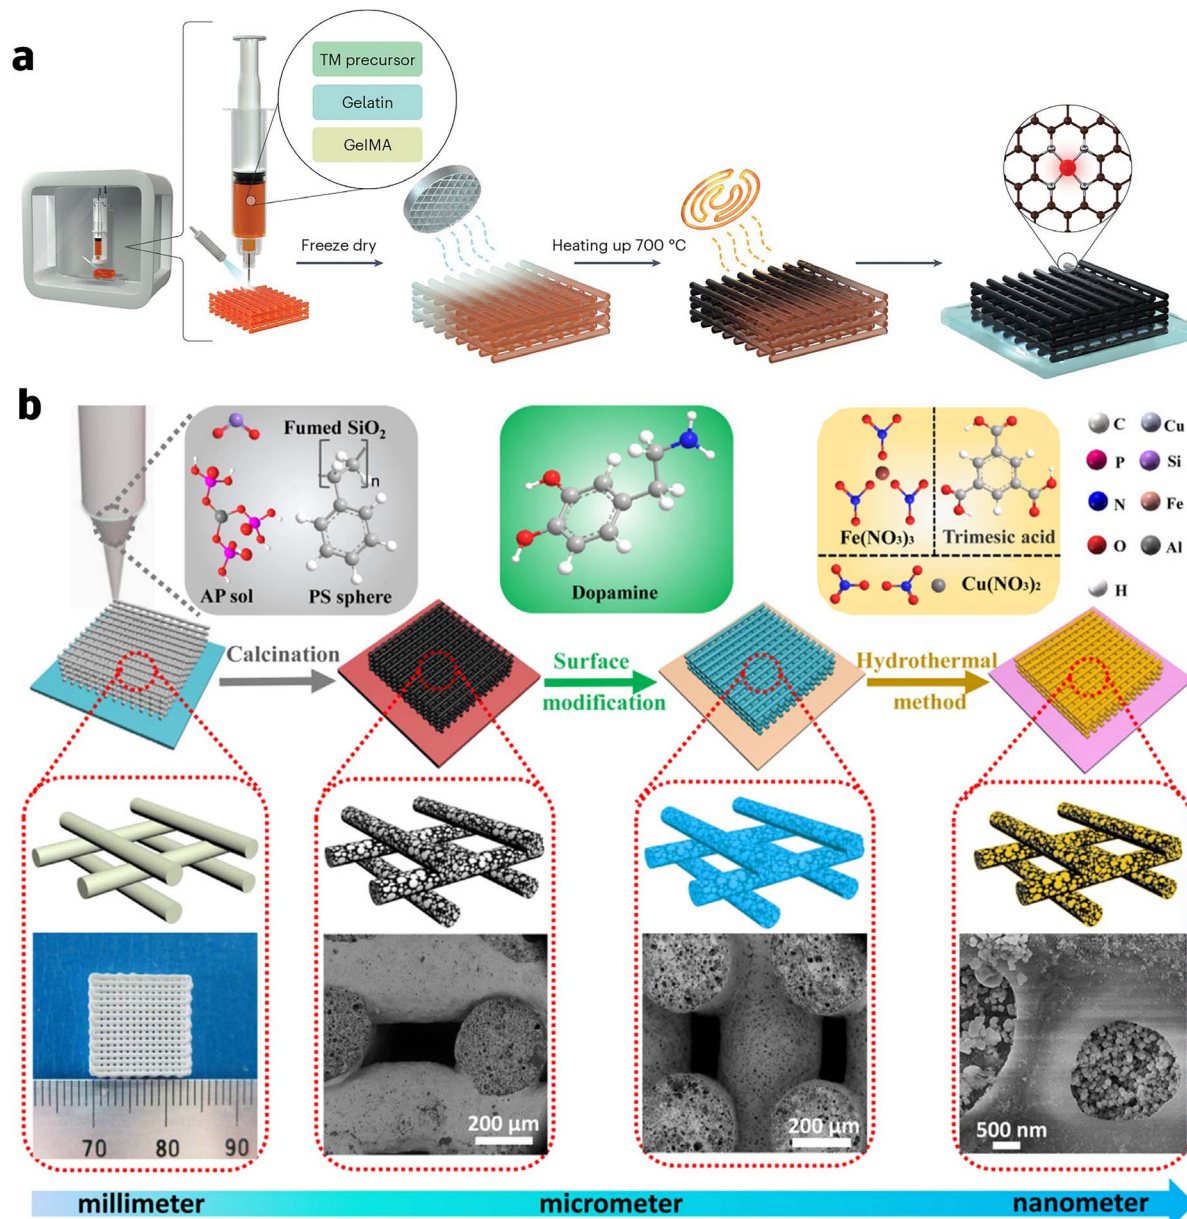 a
TM precursor
Gelatin
GelMA
Freeze dry
Heating up 700 °C
b
Fumed SiO₂
n
AP sol
PS sphere
Dopamine
Fe(NO₃)₃
Trimesic acid
Cu(NO₃)₂
C
Cu
P
Si
N
Fe
O
Al
H
Calcination
Surface
modification
Hydrothermal
method
70 80 90
200 µm
200 µm
500 nm
millimeter
micrometer
nanometer